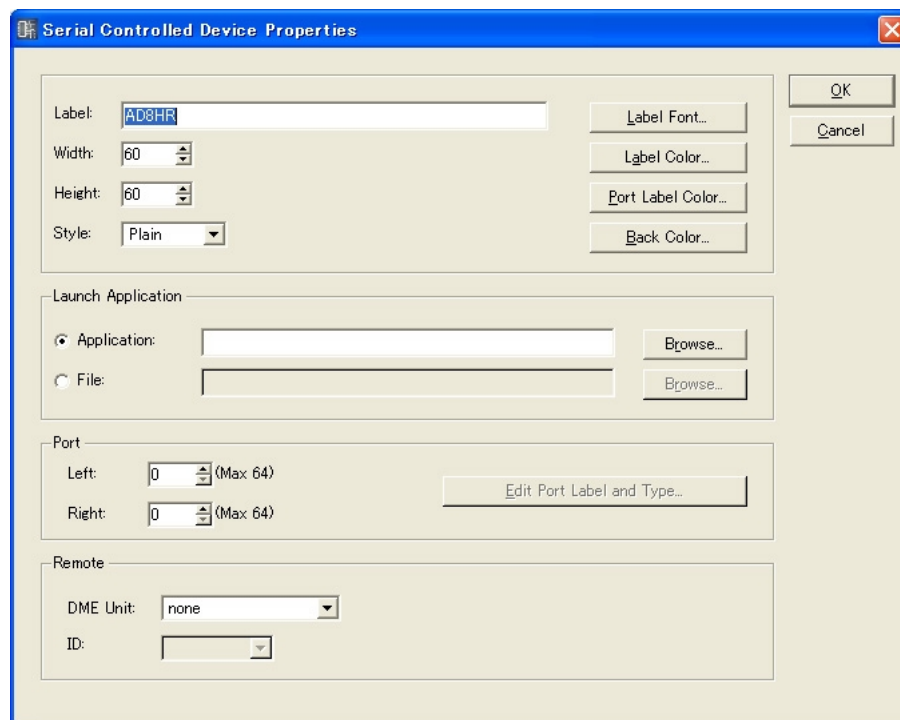 Serial Controlled Device Properties
Label: AD8HR Label Font... OK
Width: 60 Label Color... Cancel
Height: 60 Port Label Color...
Style: Plain Back Color...
Launch Application
Application: Browse...
File: Browse...
Port
Left: 0 (Max 64) Edit Port Label and Type...
Right: 0 (Max 64)
Remote
DME Unit: none
ID: